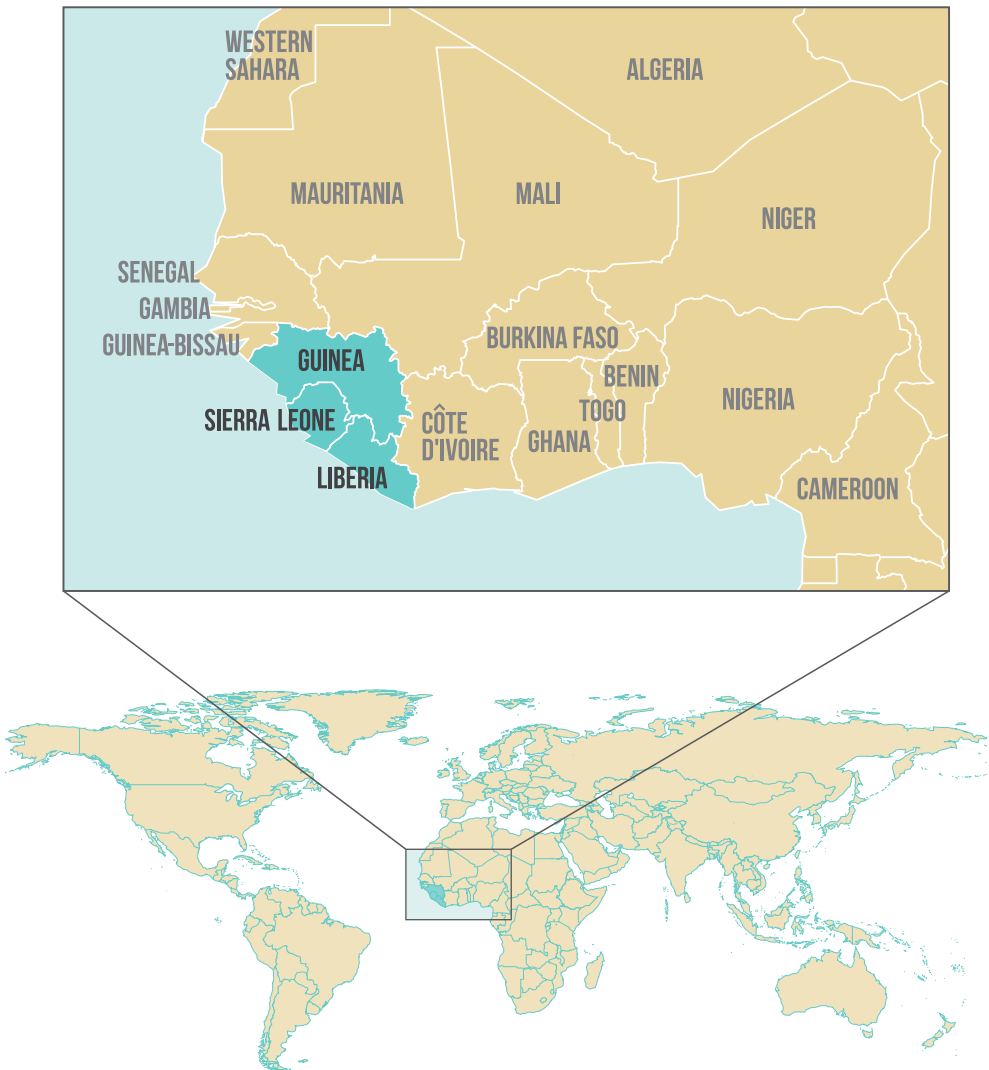 WESTERN
SAHARA
ALGERIA
MAURITANIA
MALI
NIGER
SENEGAL
GAMBIA
GUINEA-BISSAU
BURKINA FASO
GUINEA
BENIN
NIGERIA
TOGO
SIERRA LEONE
CÔTE
D'IVOIRE
GHANA
LIBERIA
CAMEROON